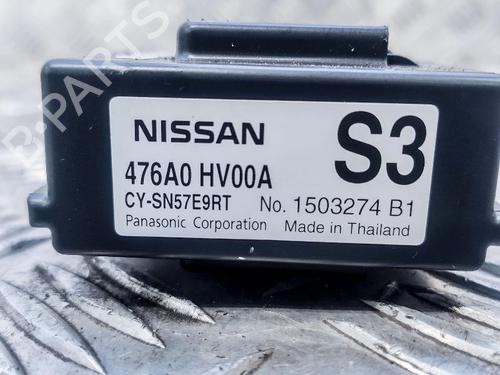 B-PARTS
NISSAN
S3
476A0 HV00A
CY-SN57E9RT No. 1503274 B1
Panasonic Corporation Made in Thailand